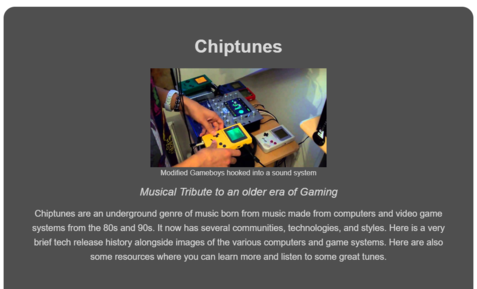 Chiptunes
Modified Gameboys hooked into a sound system
Musical Tribute to an older era of Gaming
Chiptunes are an underground genre of music born from music made from computers and video game
systems from the 80s and 90s. It now has several communities, technologies, and styles. Here is a very
brief tech release history alongside images of the various computers and game systems. Here are also
some resources where you can learn more and listen to some great tunes.